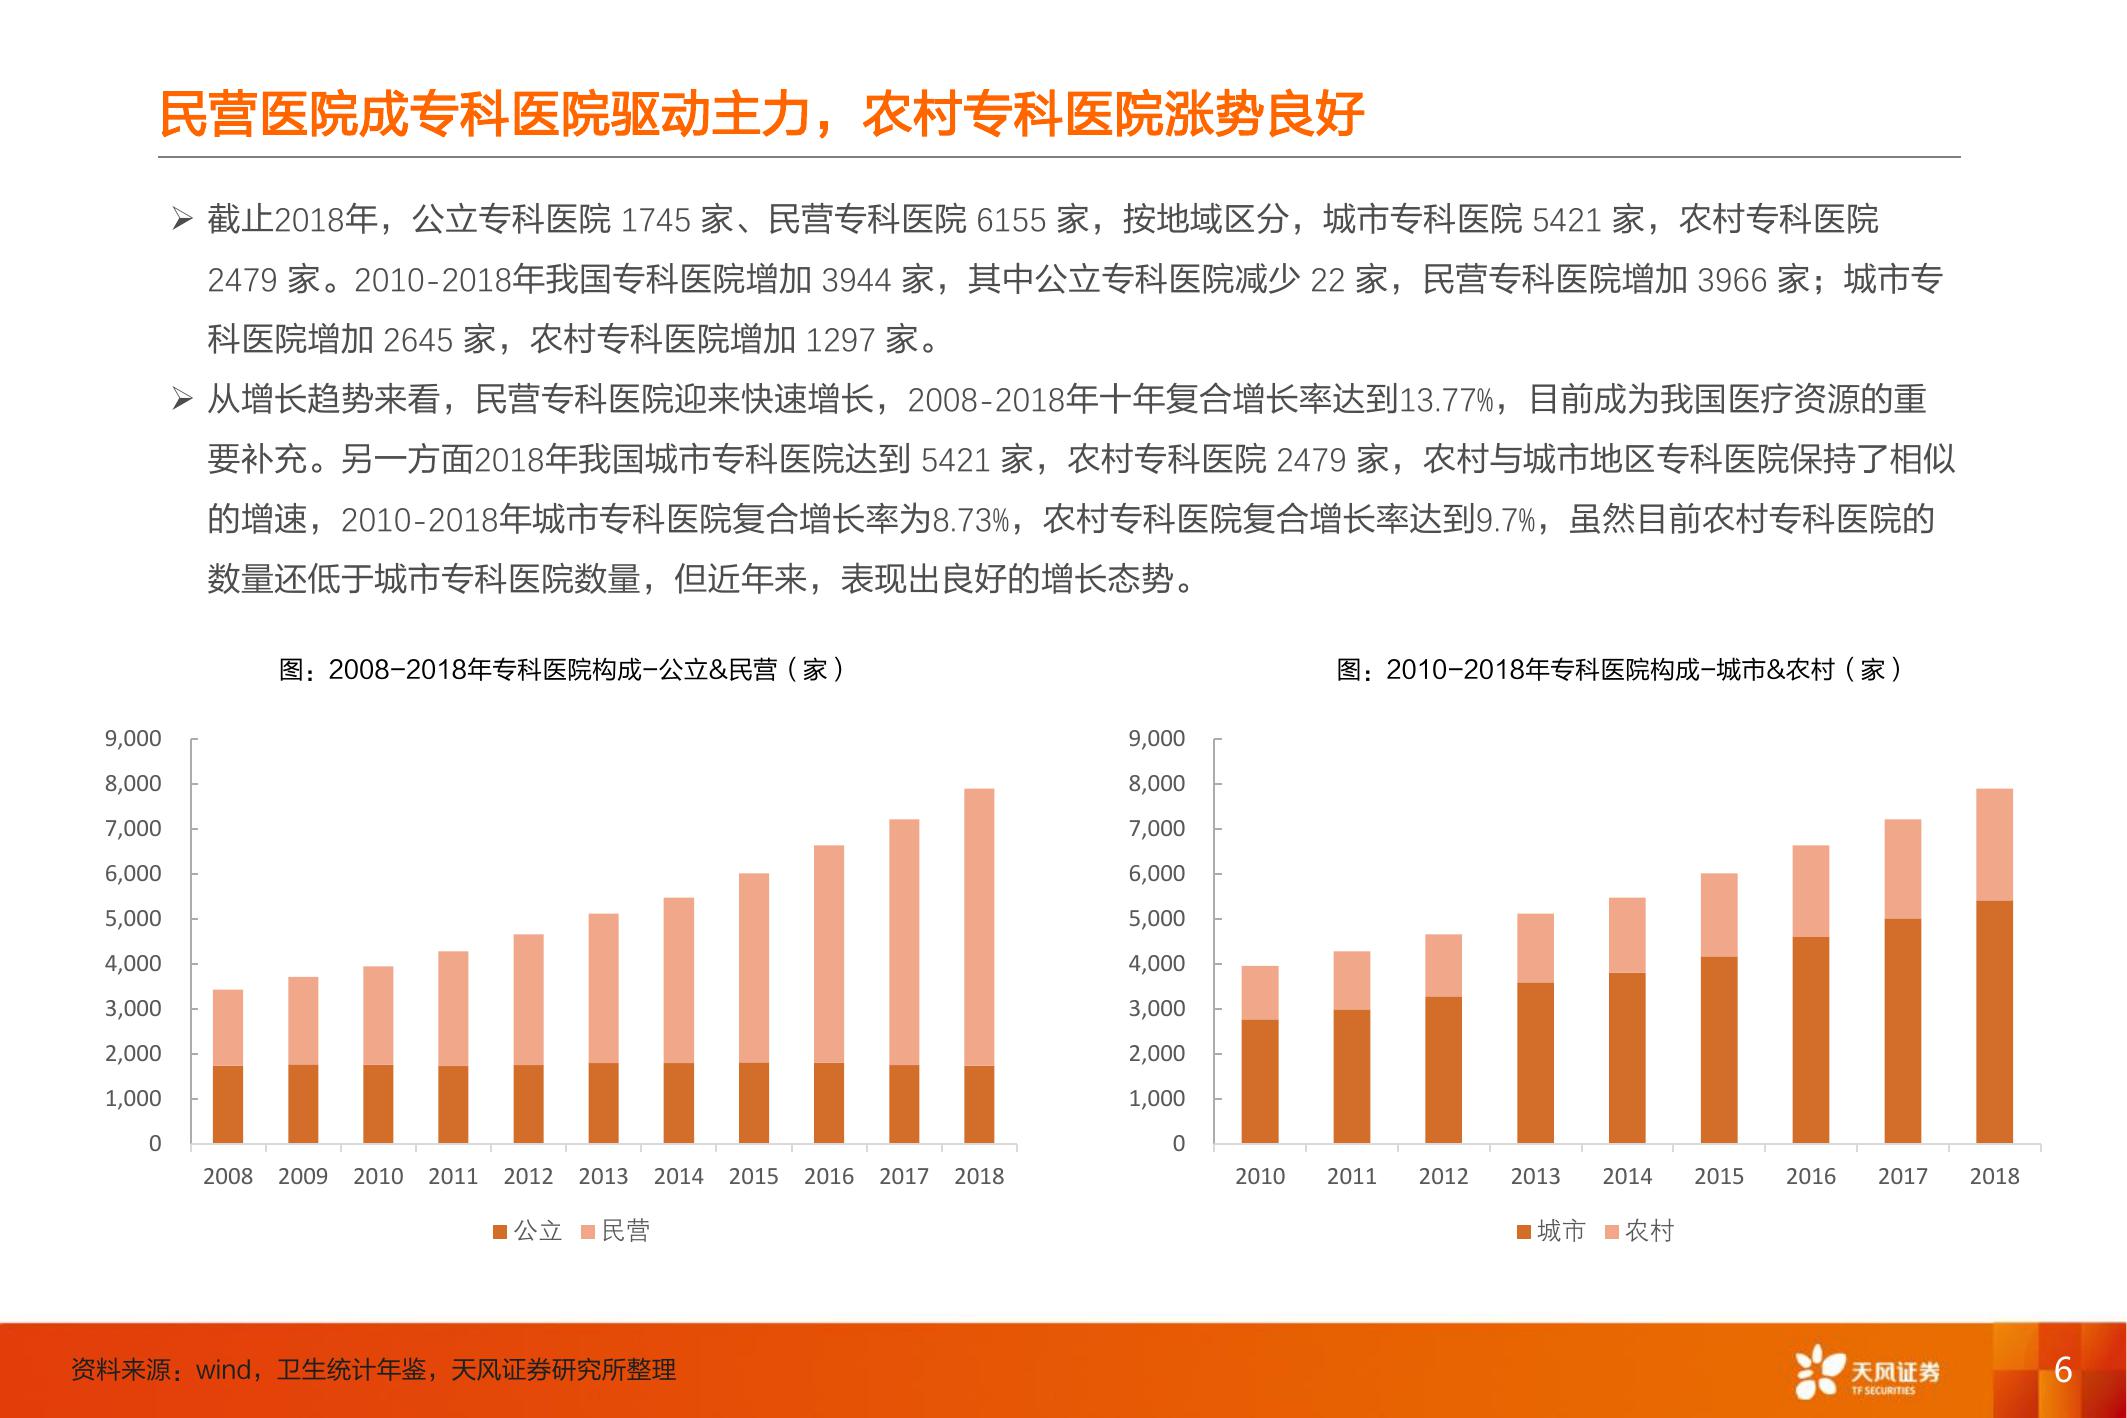 民营医院成专科医院驱动主力，农村专科医院涨势良好
➢ 截止2018年，公立专科医院 1745 家、民营专科医院 6155 家，按地域区分，城市专科医院 5421 家，农村专科医院
2479 家。2010-2018年我国专科医院增加 3944 家，其中公立专科医院减少 22 家，民营专科医院增加 3966 家；城市专
科医院增加 2645 家，农村专科医院增加 1297 家。
➢ 从增长趋势来看，民营专科医院迎来快速增长，2008-2018年十年复合增长率达到13.77%，目前成为我国医疗资源的重
要补充。另一方面2018年我国城市专科医院达到 5421 家，农村专科医院 2479 家，农村与城市地区专科医院保持了相似
的增速，2010-2018年城市专科医院复合增长率为8.73%，农村专科医院复合增长率达到9.7%，虽然目前农村专科医院的
数量还低于城市专科医院数量，但近年来，表现出良好的增长态势。
图：2008-2018年专科医院构成-公立&民营（家）
9,000
8,000
7,000
6,000
5,000
4,000
3,000
2,000
1,000
0
2008 2009 2010 2011 2012 2013 2014 2015 2016 2017 2018
公立 民营
图：2010-2018年专科医院构成-城市&农村（家）
9,000
8,000
7,000
6,000
5,000
4,000
3,000
2,000
1,000
0
2010 2011 2012 2013 2014 2015 2016 2017 2018
城市 农村
资料来源：wind，卫生统计年鉴，天风证券研究所整理
天风证券
TF SECURITIES
6